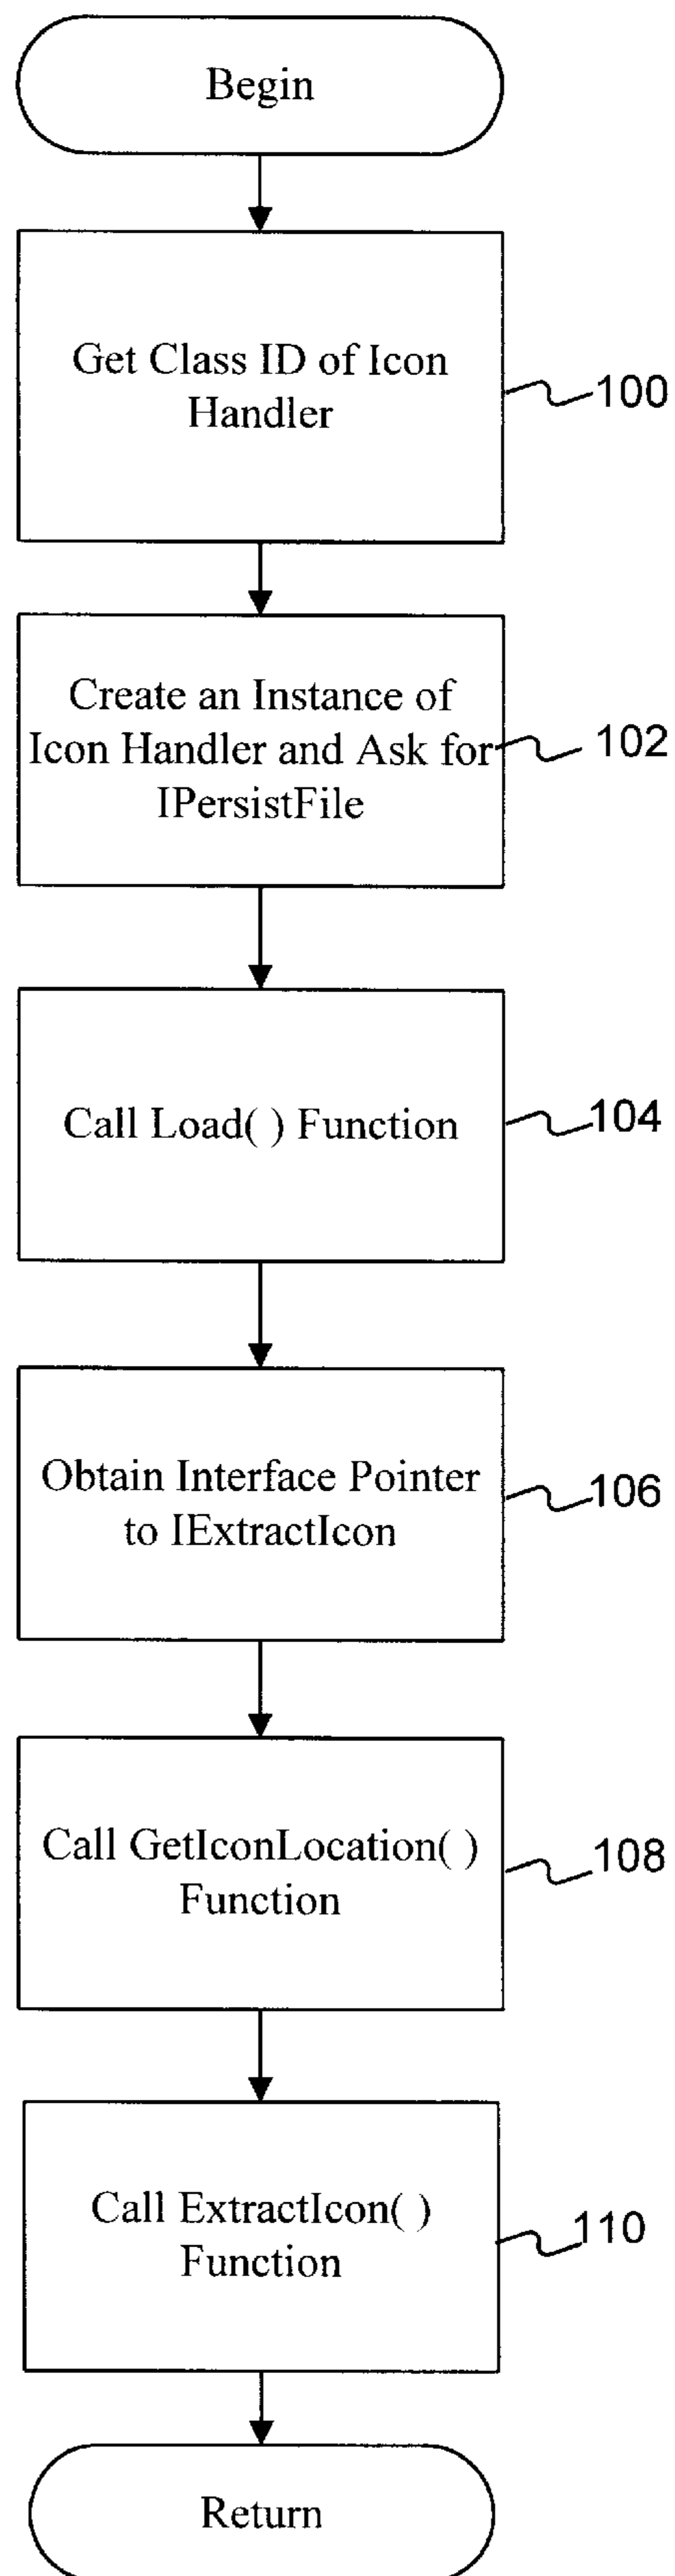 Begin
Get Class ID of Icon
Handler
100
Create an Instance of
Icon Handler and Ask for
IPersistFile
102
Call Load( ) Function
104
Obtain Interface Pointer
to IExtractIcon
106
Call GetIconLocation( )
Function
108
Call ExtractIcon( )
Function
110
Return